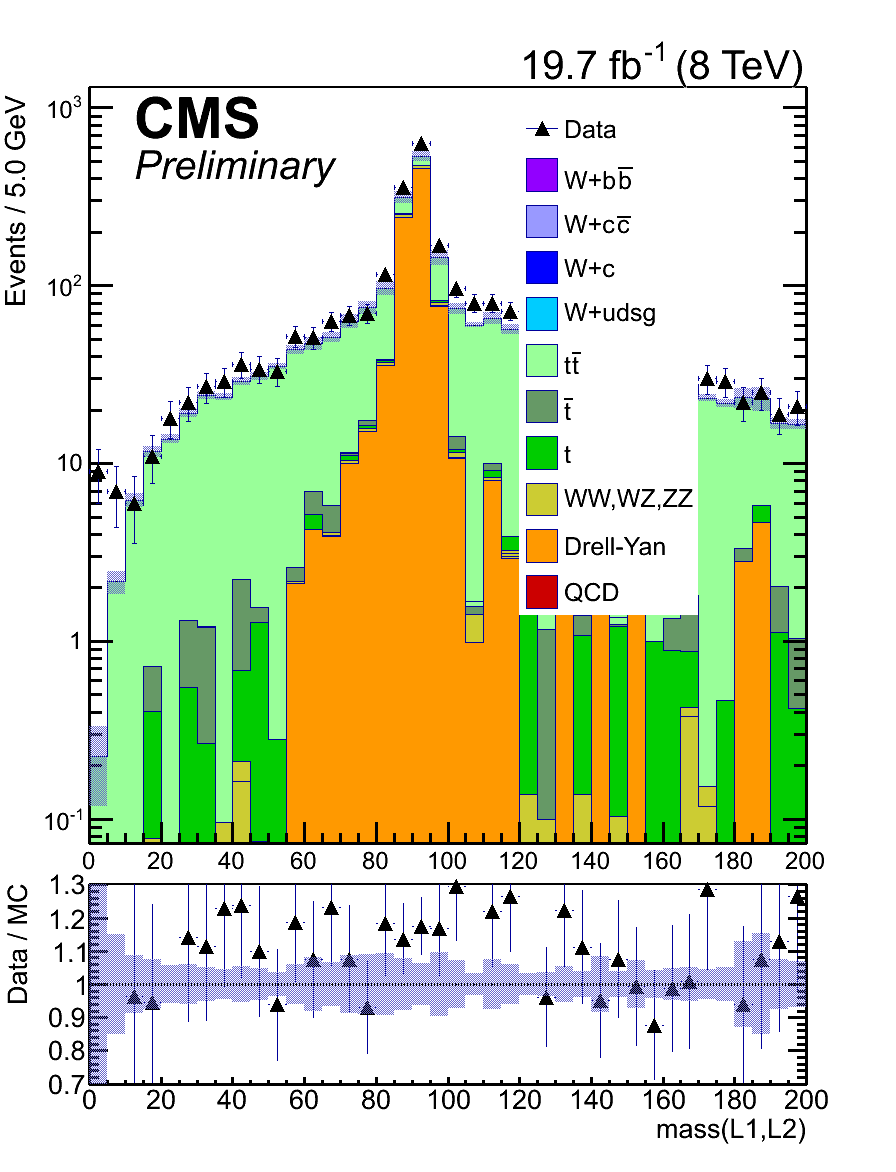 19.7 fb⁻¹ (8 TeV)
CMS
Preliminary
Events / 5.0 GeV
10³
10²
10
1
10⁻¹
Data
W+bb̅
W+cc̅
W+c
W+udsg
tt̅
t̅
t
WW,WZ,ZZ
Drell-Yan
QCD
0 20 40 60 80 100 120 140 160 180 200
Data / MC
1.3
1.2
1.1
1
0.9
0.8
0.7
0 20 40 60 80 100 120 140 160 180 200
mass(L1,L2)